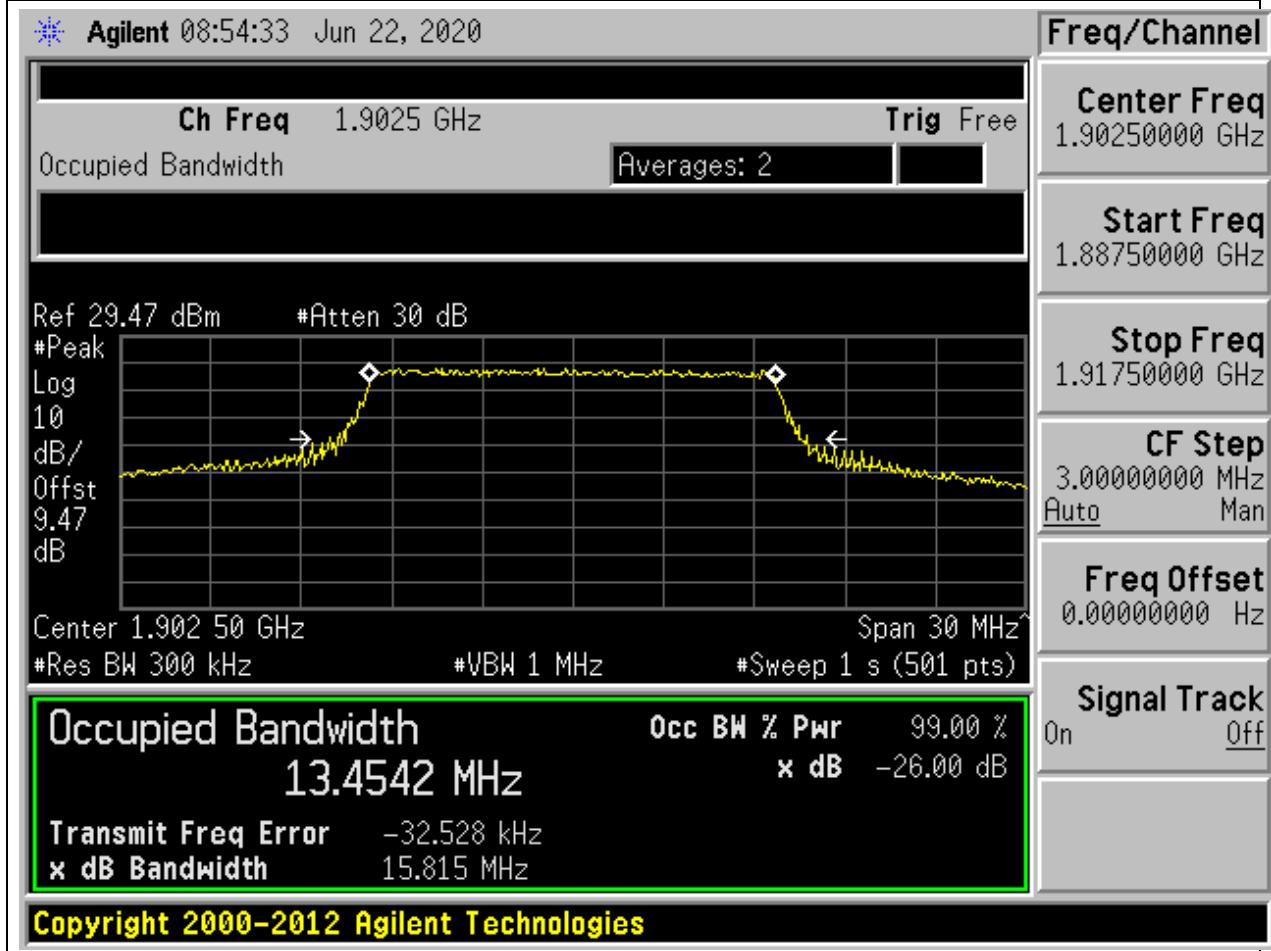 Agilent 08:54:33 Jun 22, 2020
Ch Freq 1.9025 GHz Trig Free
Occupied Bandwidth Averages: 2
Ref 29.47 dBm #Atten 30 dB
#Peak
Log
10
dB/
Offst
9.47
dB
Center 1.902 50 GHz Span 30 MHz^
#Res BW 300 kHz #VBW 1 MHz #Sweep 1 s (501 pts)
Occupied Bandwidth Occ BW % Pwr 99.00 %
13.4542 MHz x dB -26.00 dB
Transmit Freq Error -32.528 kHz
x dB Bandwidth 15.815 MHz
Copyright 2000-2012 Agilent Technologies
Freq/Channel
Center Freq
1.90250000 GHz
Start Freq
1.88750000 GHz
Stop Freq
1.91750000 GHz
CF Step
3.00000000 MHz
Auto Man
Freq Offset
0.00000000 Hz
Signal Track
On Off